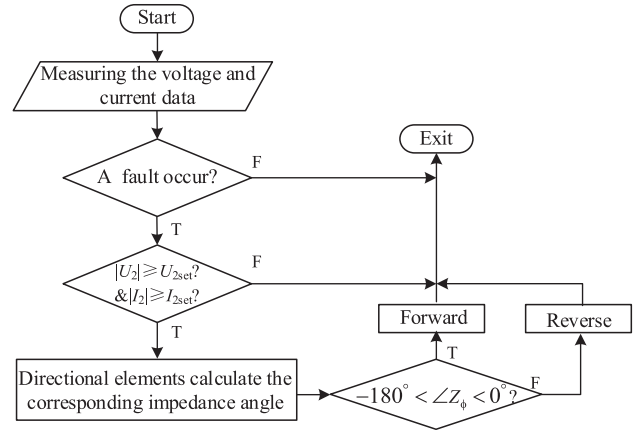 Start
Measuring the voltage and
current data
Exit
A fault occur?
F
T
|U₂|⩾U₂set?
&|I₂|⩾I₂set?
F
T
Forward
Reverse
Directional elements calculate the
corresponding impedance angle
T
−180°<∠Zϕ<0°?
F